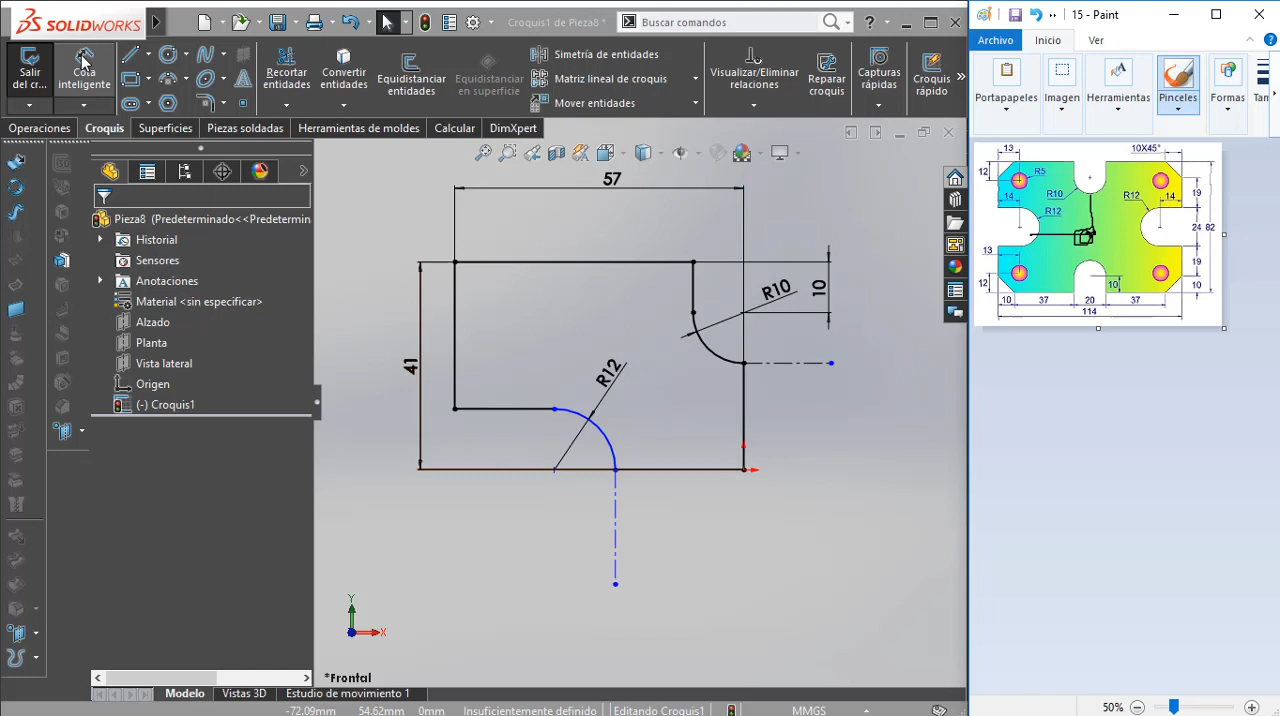 SOLIDWORKS
Croquis1 de Pieza8 *
Buscar comandos
?
15 - Paint
Archivo
Inicio
Ver
Salir del cr...
Cota inteligente
Recortar entidades
Convertir entidades
Equidistanciar entidades
Equidistanciar en superficie
Simetría de entidades
Matriz lineal de croquis
Mover entidades
Visualizar/Eliminar relaciones
Reparar croquis
Capturas rápidas
Croquis rápido
Portapapeles
Imagen
Herramientas
Pinceles
Formas
Operaciones
Croquis
Superficies
Piezas soldadas
Herramientas de moldes
Calcular
DimXpert
Pieza8 (Predeterminado<<Predetermin
Historial
Sensores
Anotaciones
Material <sin especificar>
Alzado
Planta
Vista lateral
Origen
(-) Croquis1
57
41
R12
R10
10
Y
X
*Frontal
13
10X45°
12
R5
14
R10
R12
R12
14
19
24
82
19
10
13
12
10
10
37
20
37
114
Modelo
Vistas 3D
Estudio de movimiento 1
-72.09mm
54.62mm
0mm
Insuficientemente definido
Editando Croquis1
MMGS
50%